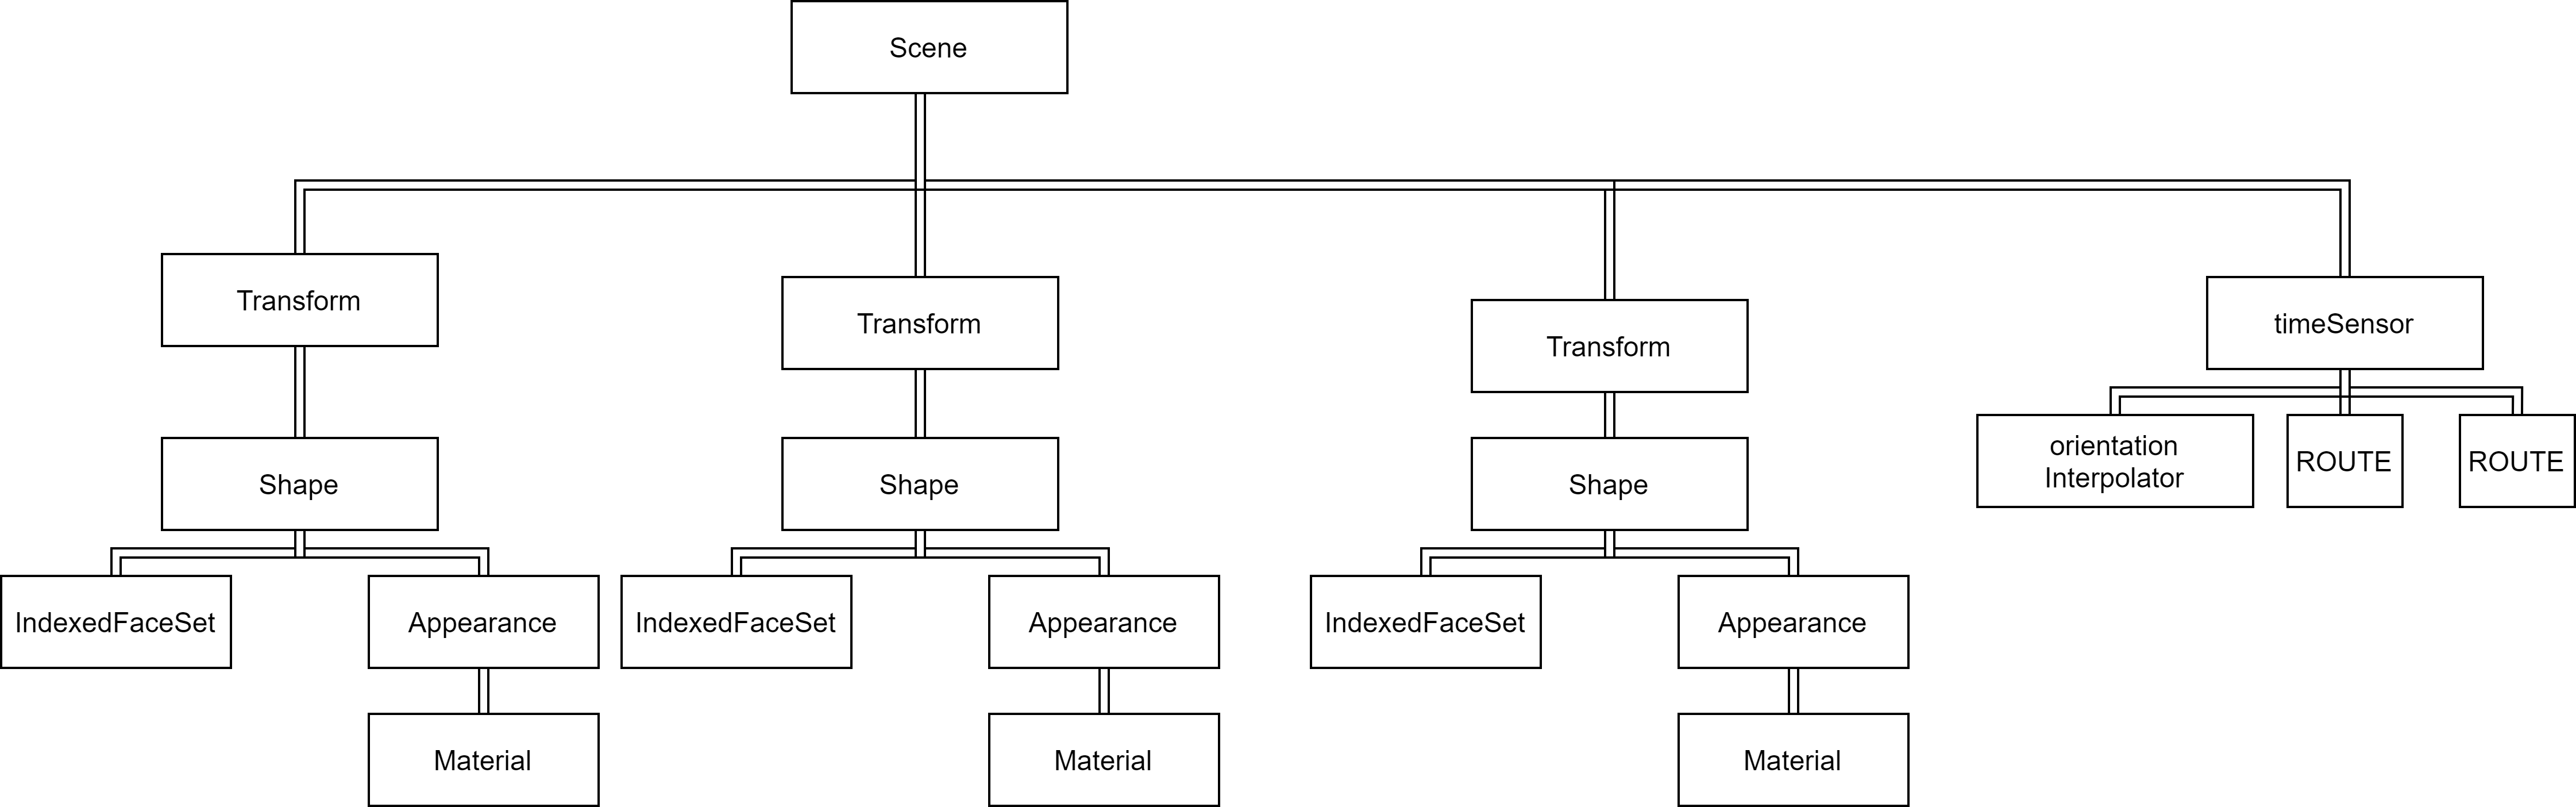 Scene
Transform
Transform
Transform
timeSensor
orientation
Interpolator
ROUTE
ROUTE
Shape
Shape
Shape
IndexedFaceSet
Appearance
IndexedFaceSet
Appearance
IndexedFaceSet
Appearance
Material
Material
Material